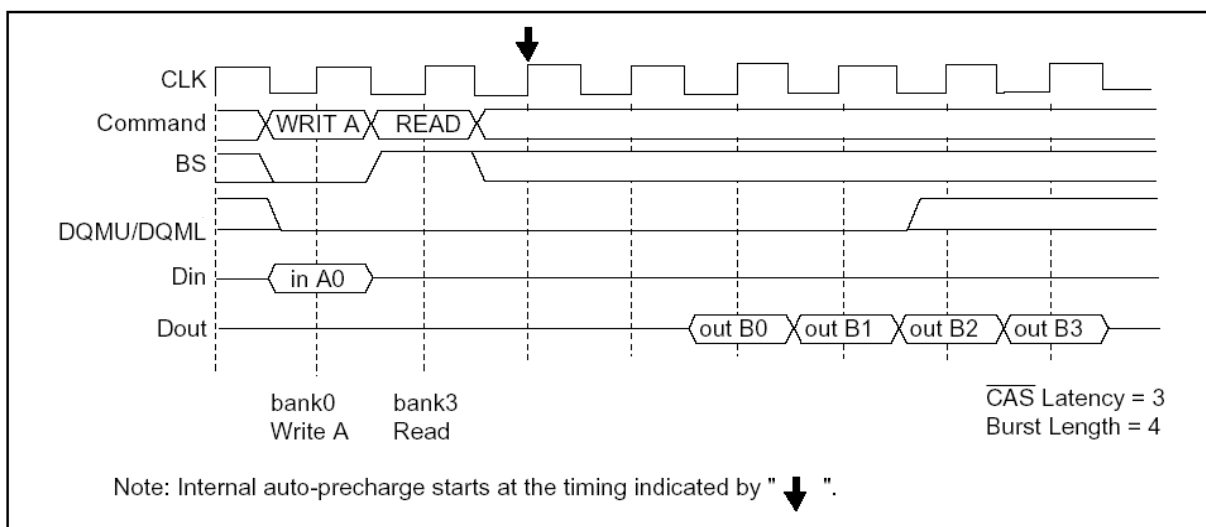 CLK
Command WRIT A READ
BS
DQMU/DQML
Din in A0
Dout out B0 out B1 out B2 out B3
bank0 bank3 CAS Latency = 3
Write A Read Burst Length = 4
Note: Internal auto-precharge starts at the timing indicated by " ".